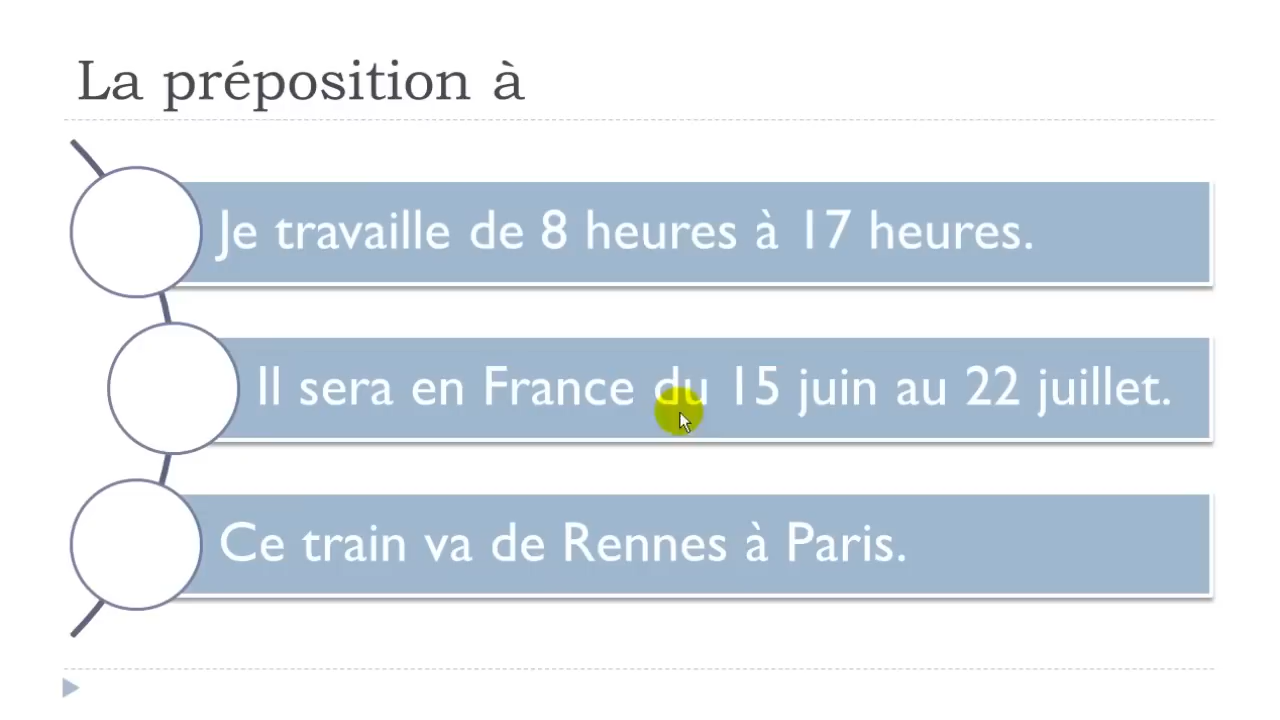 La préposition à
Je travaille de 8 heures à 17 heures.
Il sera en France du 15 juin au 22 juillet.
Ce train va de Rennes à Paris.